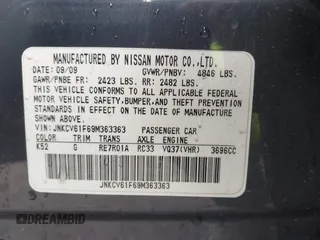 MANUFACTURED BY NISSAN MOTOR CO.,LTD.
DATE: 09/09 GVWR/PNBV: 4846 LBS.
GAWR/PNBE FR: 2423 LBS. RR: 2482 LBS.
THIS VEHICLE CONFORMS TO ALL APPLICABLE FEDERAL
MOTOR VEHICLE SAFETY, BUMPER, AND THEFT PREVENTION
STANDARDS IN EFFECT ON THE DATE OF MANUFACTURE
SHOWN ABOVE.
VIN: JNKCV61F69M363363 PASSENGER CAR
COLOR TRIM TRANS AXLE ENGINE
K52 G RE7R01A RC33 VQ37(VHR) 3696CC
JNKCV61F69M363363
DREAMBID